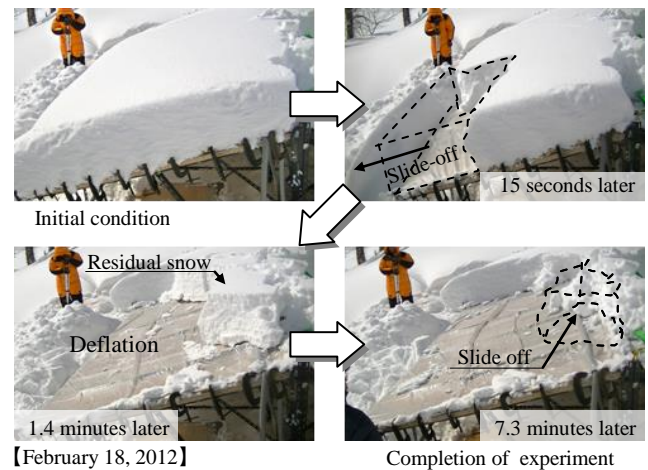 Slide-off
15 seconds later
Initial condition
Residual snow
Deflation
Slide off
1.4 minutes later
7.3 minutes later
【February 18, 2012】
Completion of experiment